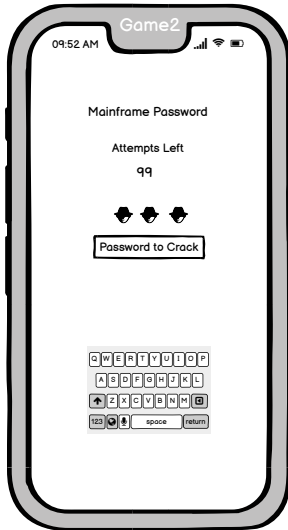 Game2
09:52 AM
Mainframe Password
Attempts Left
99
Password to Crack
Q W E R T Y U I O P
A S D F G H J K L
Z X C V B N M
123 space return